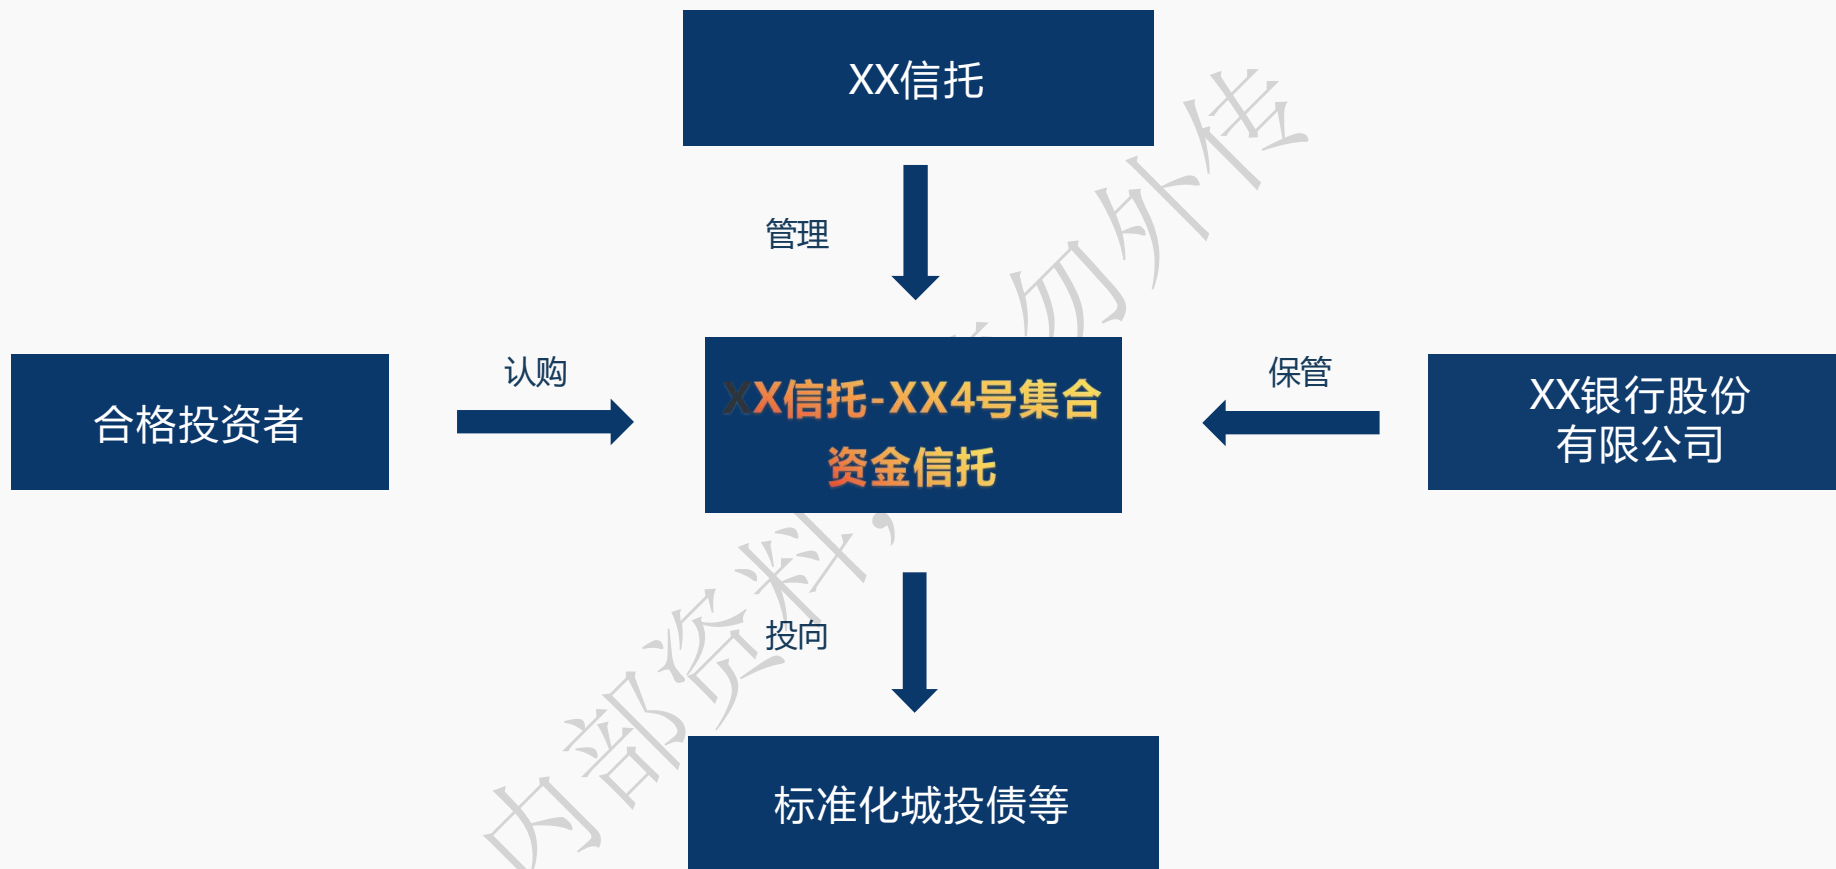 XX信托
管理
认购
保管
合格投资者
XX信托-XX4号集合
资金信托
XX银行股份
有限公司
投向
标准化城投债等
内部资料，
勿外传